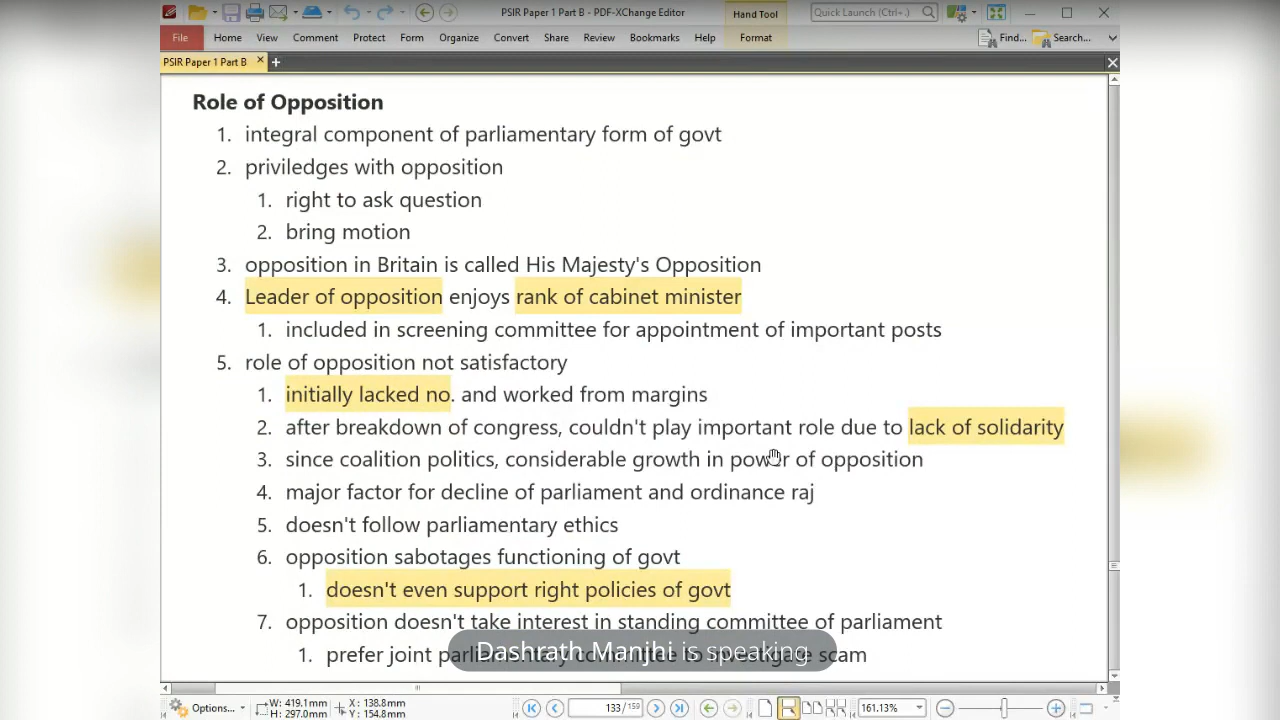 PSIR Paper 1 Part B - PDF-XChange Editor
Hand Tool
Quick Launch (Ctrl+.)
File Home View Comment Protect Form Organize Convert Share Review Bookmarks Help Format Find... Search...
PSIR Paper 1 Part B
Role of Opposition
1. integral component of parliamentary form of govt
2. priviledges with opposition
1. right to ask question
2. bring motion
3. opposition in Britain is called His Majesty's Opposition
4. Leader of opposition enjoys rank of cabinet minister
1. included in screening committee for appointment of important posts
5. role of opposition not satisfactory
1. initially lacked no. and worked from margins
2. after breakdown of congress, couldn't play important role due to lack of solidarity
3. since coalition politics, considerable growth in power of opposition
4. major factor for decline of parliament and ordinance raj
5. doesn't follow parliamentary ethics
6. opposition sabotages functioning of govt
1. doesn't even support right policies of govt
7. opposition doesn't take interest in standing committee of parliament
1. prefer joint parliamentary committee to investigate scam
Dashrath Manjhi is speaking
Options... W: 419.1mm H: 297.0mm X: 138.8mm Y: 154.8mm 133 / 159 161.13%